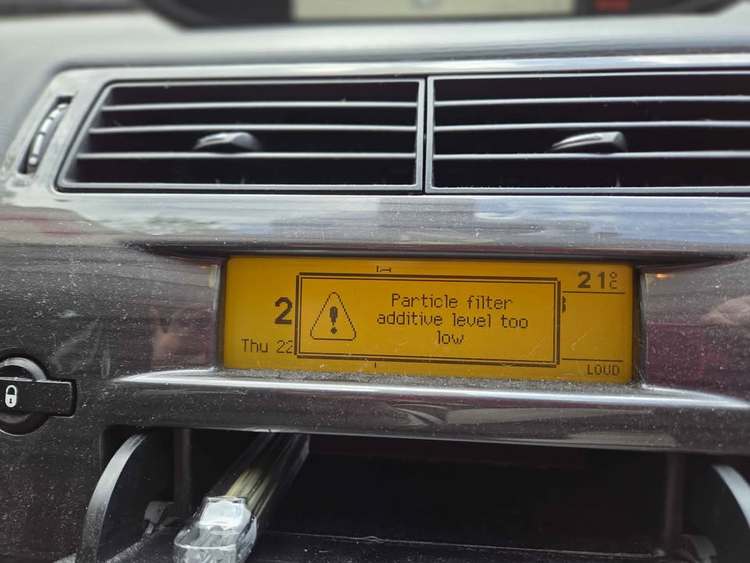 21°C
2
Particle filter
additive level too
low
Thu 22
LOUD